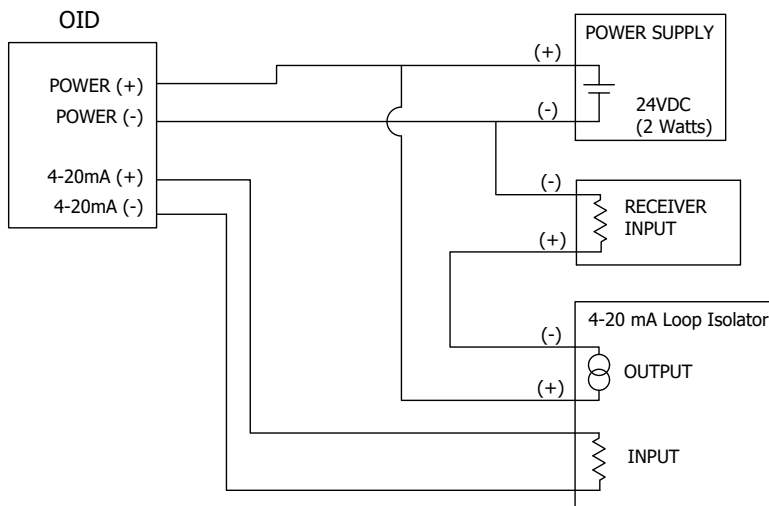 OID
POWER (+)
POWER (-)
4-20mA (+)
4-20mA (-)
(+)
(-)
POWER SUPPLY
24VDC
(2 Watts)
(-)
(+)
RECEIVER
INPUT
4-20 mA Loop Isolator
(-)
(+)
OUTPUT
INPUT